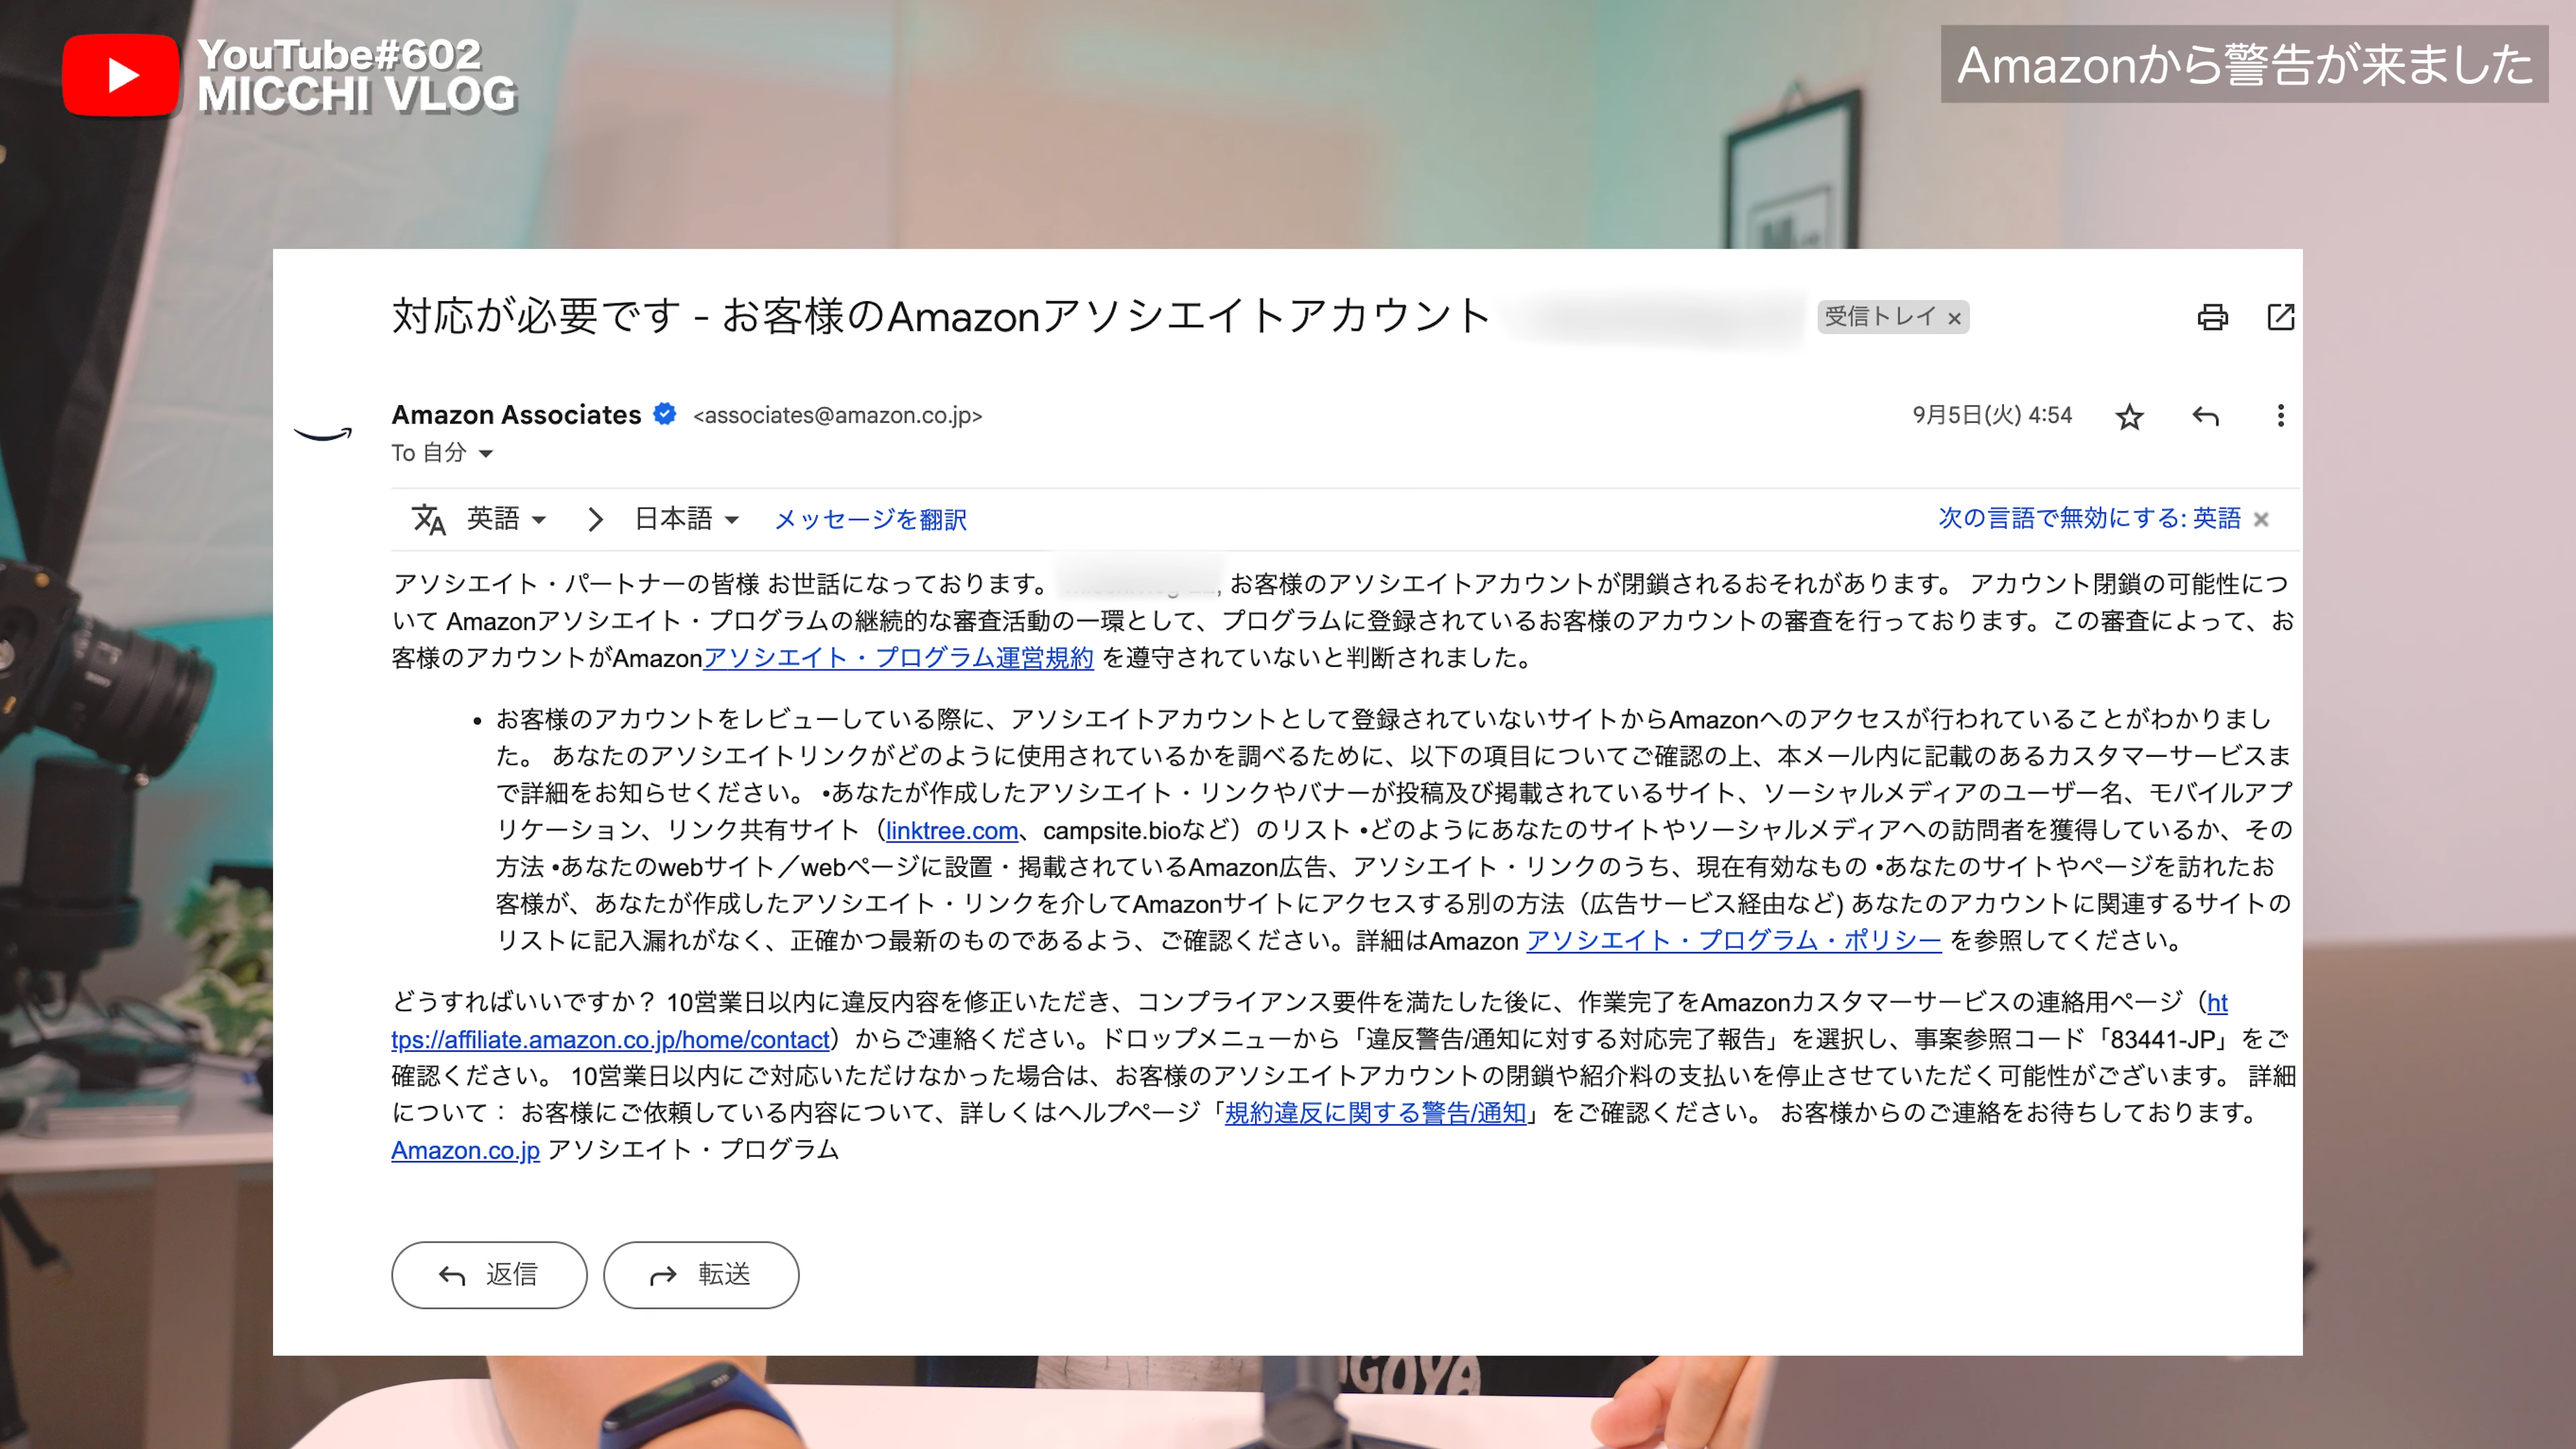 YouTube#602
MICCHI VLOG
Amazonから警告が来ました
対応が必要です - お客様のAmazonアソシエイトアカウント
受信トレイ ×
Amazon Associates <associates@amazon.co.jp>
9月5日(火) 4:54
To 自分
英語 > 日本語 メッセージを翻訳
次の言語で無効にする: 英語 ×
アソシエイト・パートナーの皆様 お世話になっております。 , お客様のアソシエイトアカウントが閉鎖されるおそれがあります。 アカウント閉鎖の可能性につ
いて Amazonアソシエイト・プログラムの継続的な審査活動の一環として、プログラムに登録されているお客様のアカウントの審査を行っております。この審査によって、お
客様のアカウントがAmazonアソシエイト・プログラム運営規約 を遵守されていないと判断されました。
• お客様のアカウントをレビューしている際に、アソシエイトアカウントとして登録されていないサイトからAmazonへのアクセスが行われていることがわかりまし
た。 あなたのアソシエイトリンクがどのように使用されているかを調べるために、以下の項目についてご確認の上、本メール内に記載のあるカスタマーサービスま
で詳細をお知らせください。 •あなたが作成したアソシエイト・リンクやバナーが投稿及び掲載されているサイト、ソーシャルメディアのユーザー名、モバイルアプ
リケーション、リンク共有サイト（linktree.com、campsite.bioなど）のリスト •どのようにあなたのサイトやソーシャルメディアへの訪問者を獲得しているか、その
方法 •あなたのwebサイト／webページに設置・掲載されているAmazon広告、アソシエイト・リンクのうち、現在有効なもの •あなたのサイトやページを訪れたお
客様が、あなたが作成したアソシエイト・リンクを介してAmazonサイトにアクセスする別の方法（広告サービス経由など) あなたのアカウントに関連するサイトの
リストに記入漏れがなく、正確かつ最新のものであるよう、ご確認ください。詳細はAmazon アソシエイト・プログラム・ポリシー を参照してください。
どうすればいいですか？ 10営業日以内に違反内容を修正いただき、コンプライアンス要件を満たした後に、作業完了をAmazonカスタマーサービスの連絡用ページ（ht
tps://affiliate.amazon.co.jp/home/contact）からご連絡ください。ドロップメニューから「違反警告/通知に対する対応完了報告」を選択し、事案参照コード「83441-JP」をご
確認ください。 10営業日以内にご対応いただけなかった場合は、お客様のアソシエイトアカウントの閉鎖や紹介料の支払いを停止させていただく可能性がございます。 詳細
について： お客様にご依頼している内容について、詳しくはヘルプページ「規約違反に関する警告/通知」をご確認ください。 お客様からのご連絡をお待ちしております。
Amazon.co.jp アソシエイト・プログラム
返信
転送